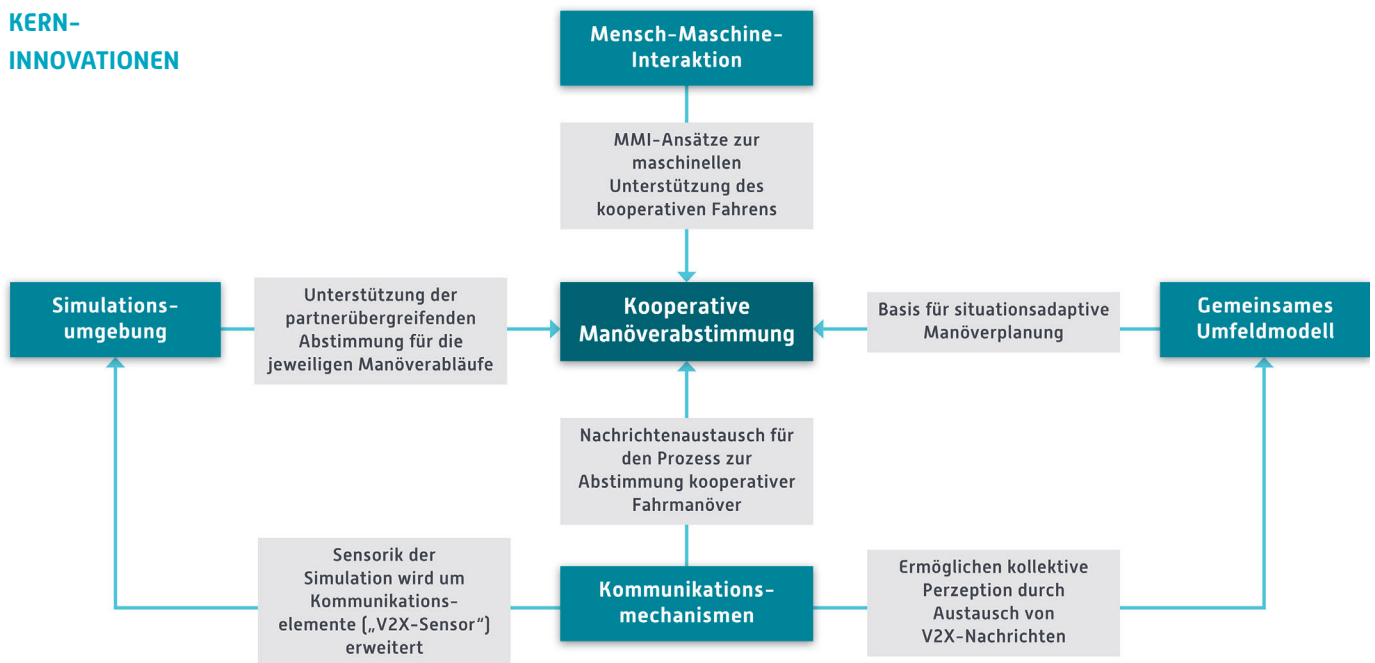 KERN-
INNOVATIONEN
Mensch-Maschine-
Interaktion
MMI-Ansätze zur
maschinellen
Unterstützung des
kooperativen Fahrens
Simulations-
umgebung
Unterstützung der
partnerübergreifenden
Abstimmung für die
jeweiligen Manöverabläufe
Kooperative
Manöverabstimmung
Basis für situationsadaptive
Manöverplanung
Gemeinsames
Umfeldmodell
Nachrichtenaustausch für
den Prozess zur
Abstimmung kooperativer
Fahrmanöver
Sensorik der
Simulation wird um
Kommunikations-
elemente („V2X-Sensor“)
erweitert
Kommunikations-
mechanismen
Ermöglichen kollektive
Perzeption durch
Austausch von
V2X-Nachrichten